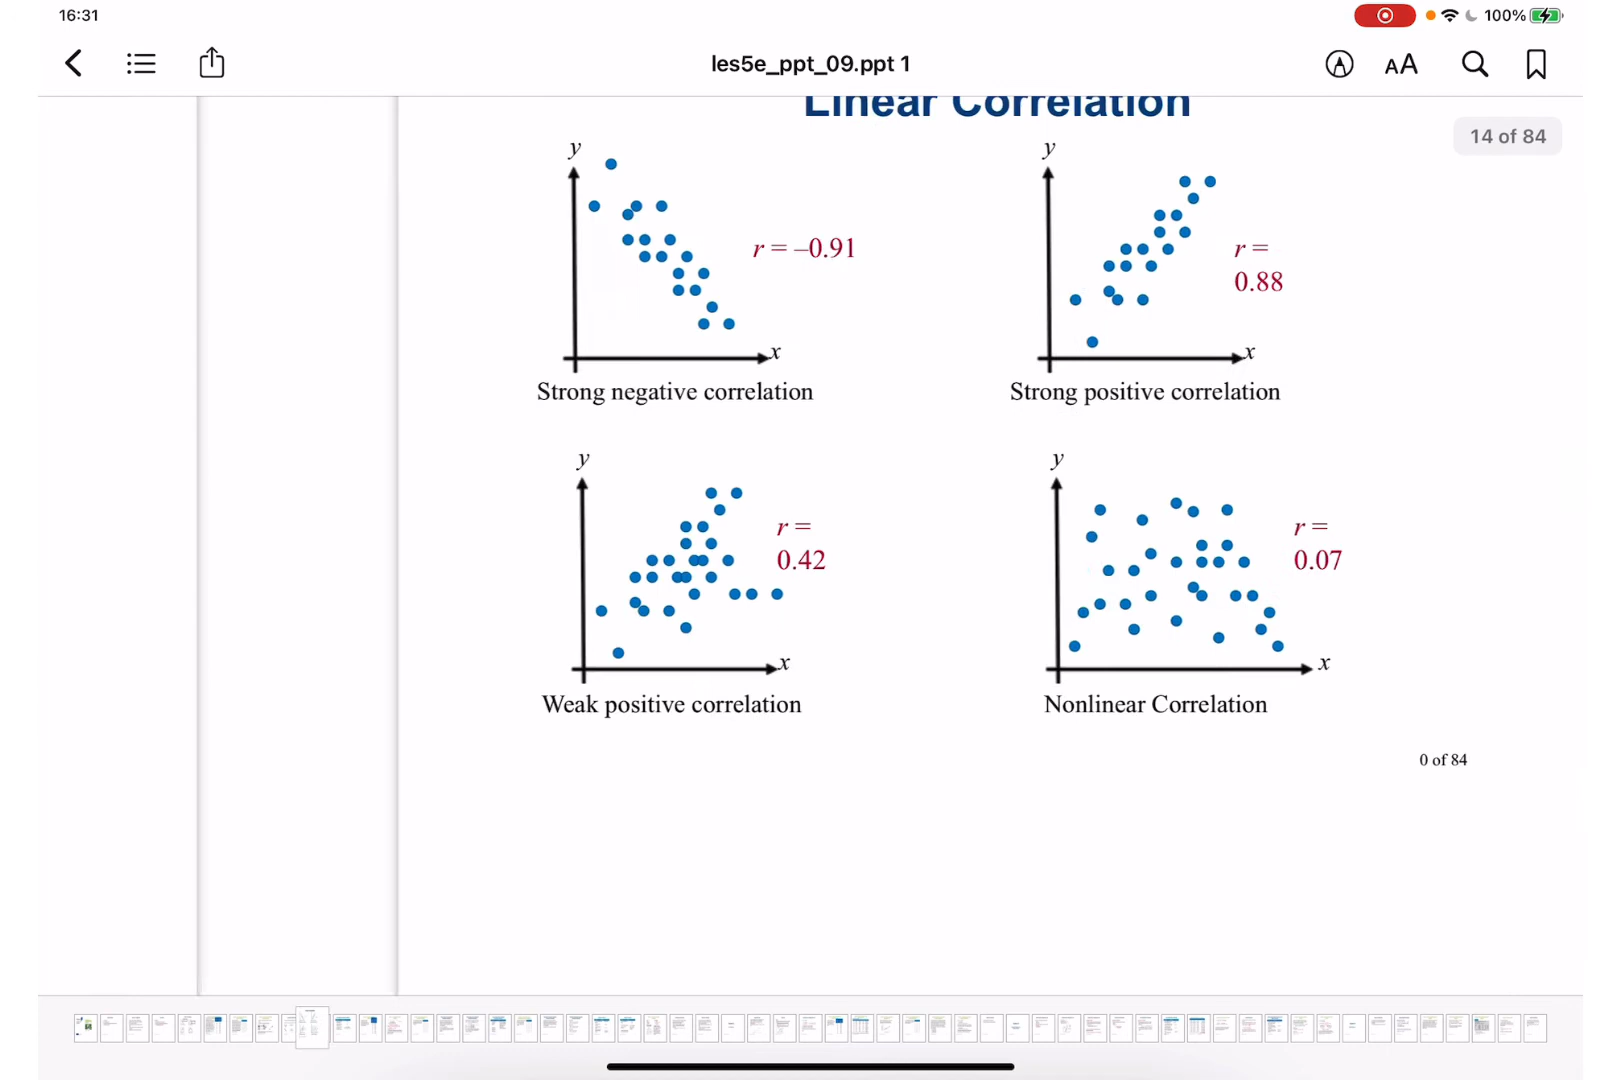 16:31
100%
les5e_ppt_09.ppt 1
AA
Linear Correlation
14 of 84
y
r = –0.91
x
Strong negative correlation
y
r =
0.88
x
Strong positive correlation
y
r =
0.42
x
Weak positive correlation
y
r =
0.07
x
Nonlinear Correlation
0 of 84